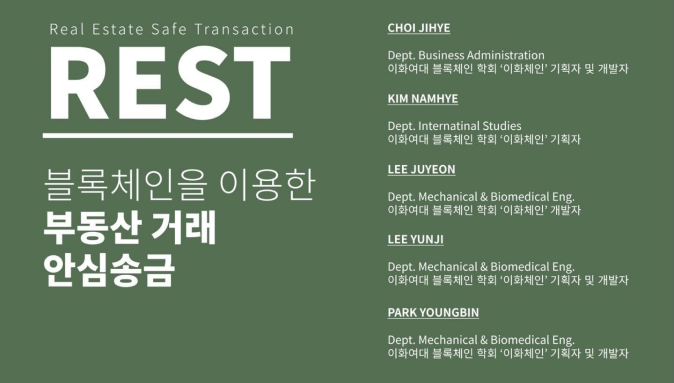 Real Estate Safe Transaction
REST
블록체인을 이용한
부동산 거래
안심송금
CHOI JIHYE
Dept. Business Administration
이화여대 블록체인 학회 ‘이화체인’ 기획자 및 개발자
KIM NAMHYE
Dept. Internatinal Studies
이화여대 블록체인 학회 ‘이화체인’ 기획자
LEE JUYEON
Dept. Mechanical & Biomedical Eng.
이화여대 블록체인 학회 ‘이화체인’ 개발자
LEE YUNJI
Dept. Mechanical & Biomedical Eng.
이화여대 블록체인 학회 ‘이화체인’ 기획자 및 개발자
PARK YOUNGBIN
Dept. Mechanical & Biomedical Eng.
이화여대 블록체인 학회 ‘이화체인’ 기획자 및 개발자